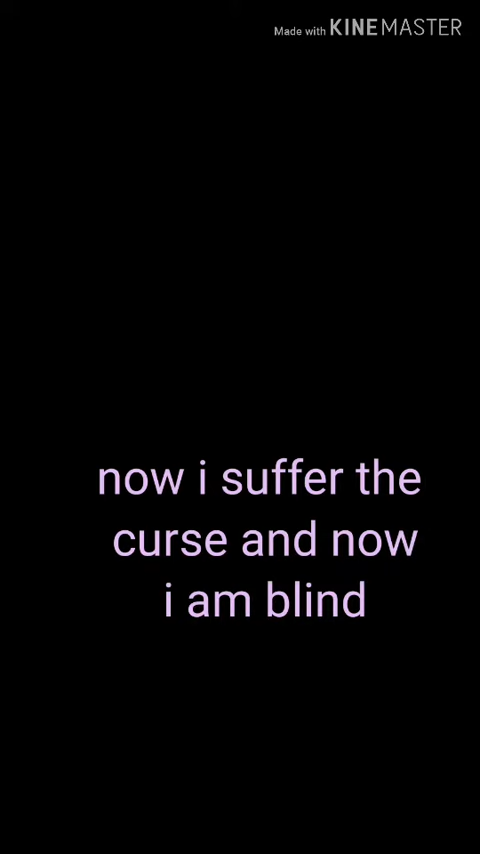 Made with KINEMASTER
now i suffer the
curse and now
i am blind